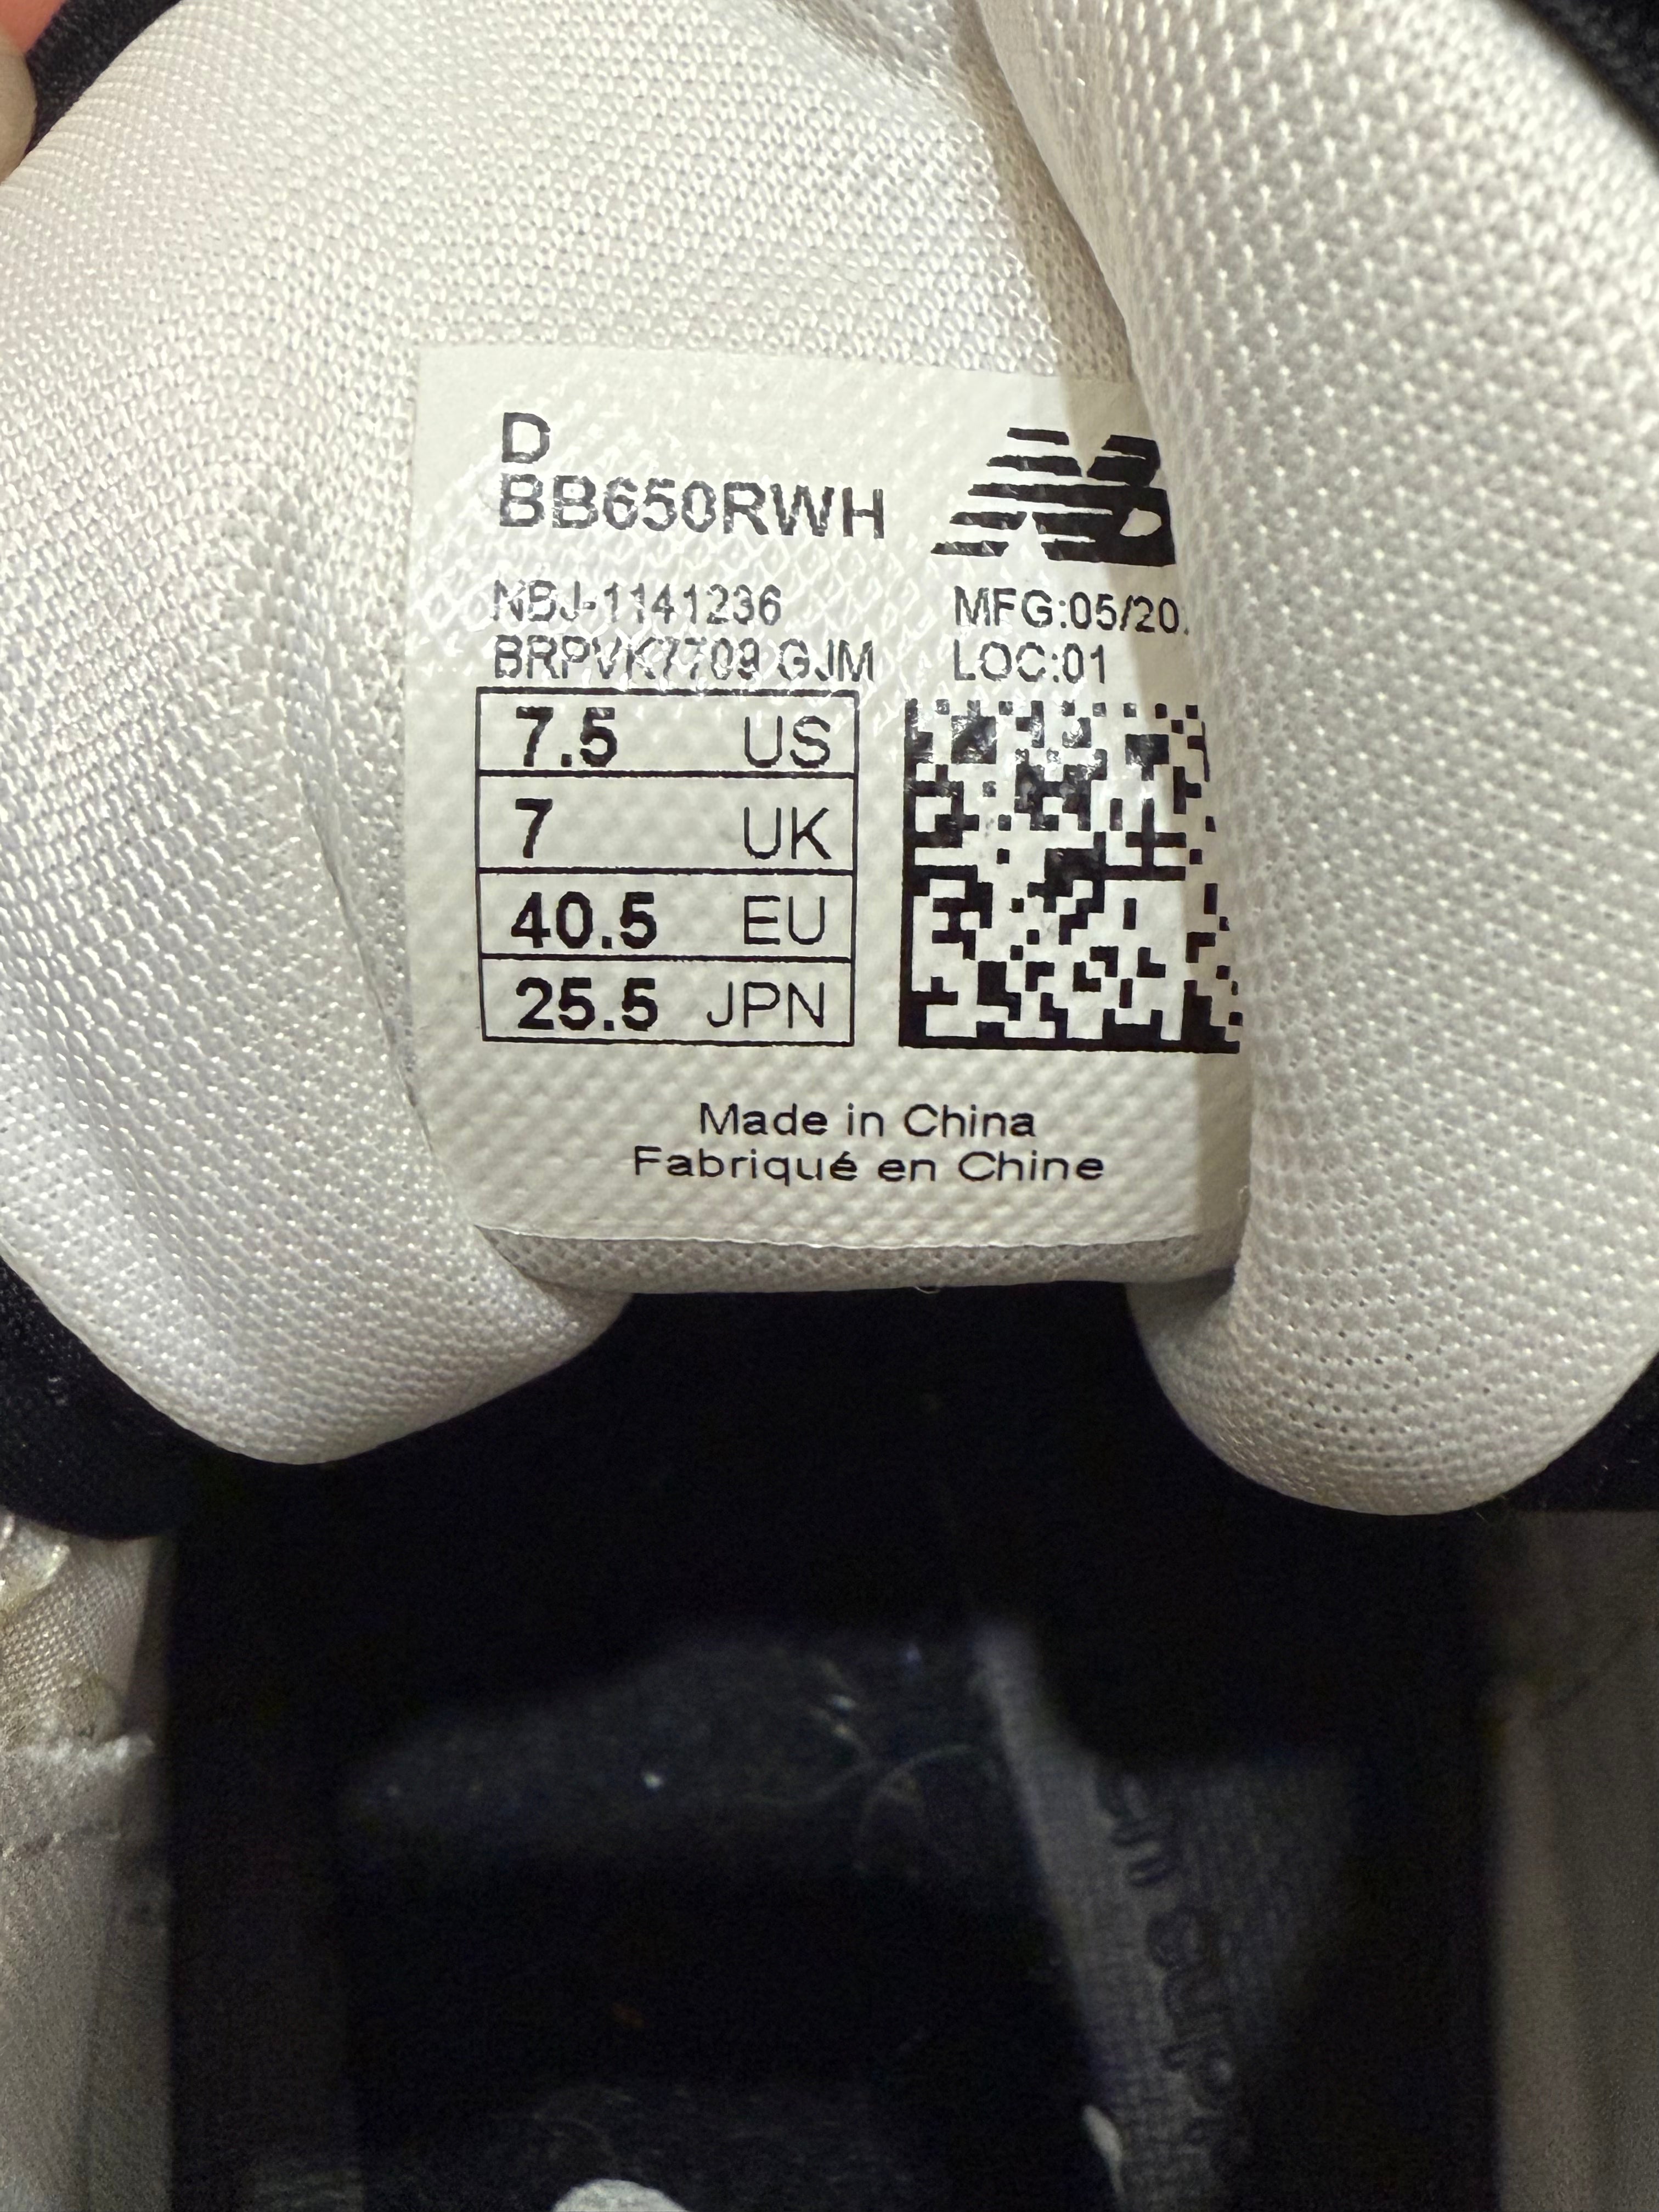 D
BB650RWH
NBJ-1141236
BRPVK7709 GJM
MFG:05/20
LOC:01
7.5 US
7 UK
40.5 EU
25.5 JPN
Made in China
Fabriqué en Chine